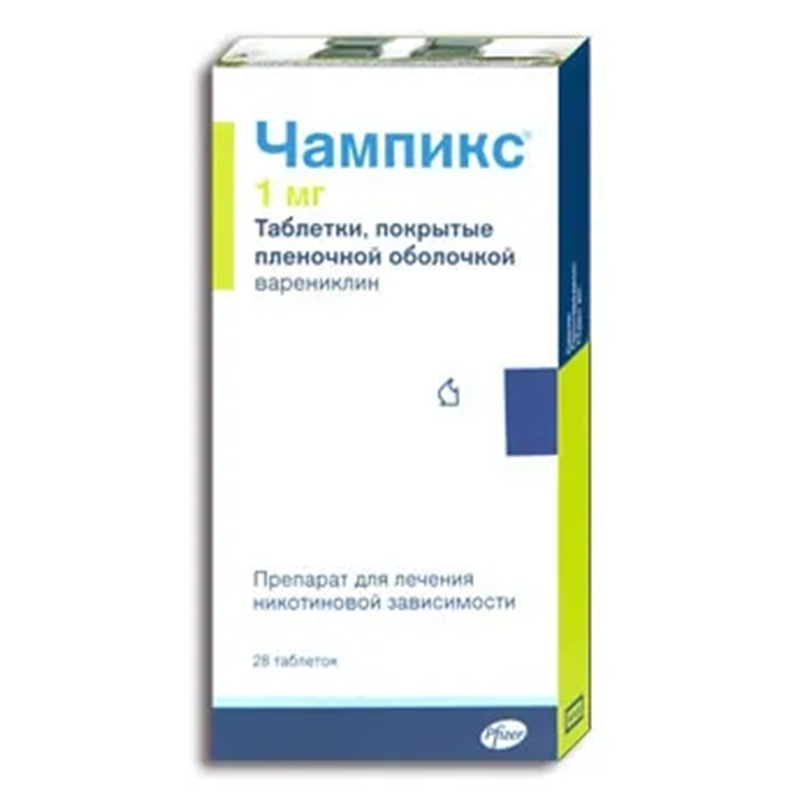 Чампикс®
1 мг
Таблетки, покрытые
пленочной оболочкой
варениклин
Препарат для лечения
никотиновой зависимости
28 таблеток
Pfizer